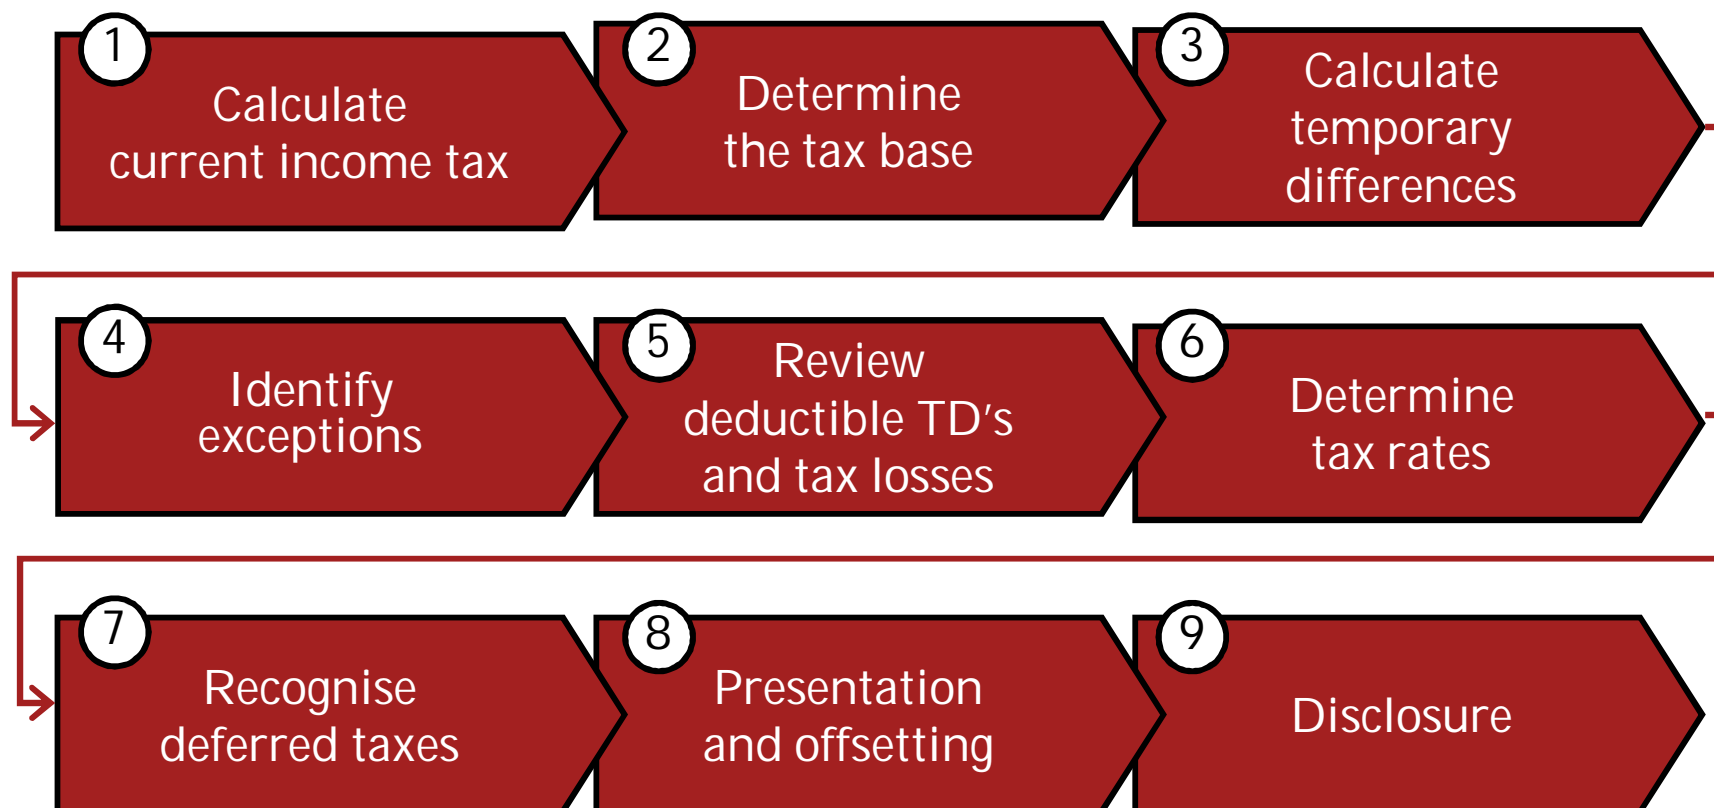 1
Calculate
current income tax
2
Determine
the tax base
3
Calculate
temporary
differences
4
Identify
exceptions
5
Review
deductible TD's
and tax losses
6
Determine
tax rates
7
Recognise
deferred taxes
8
Presentation
and offsetting
9
Disclosure